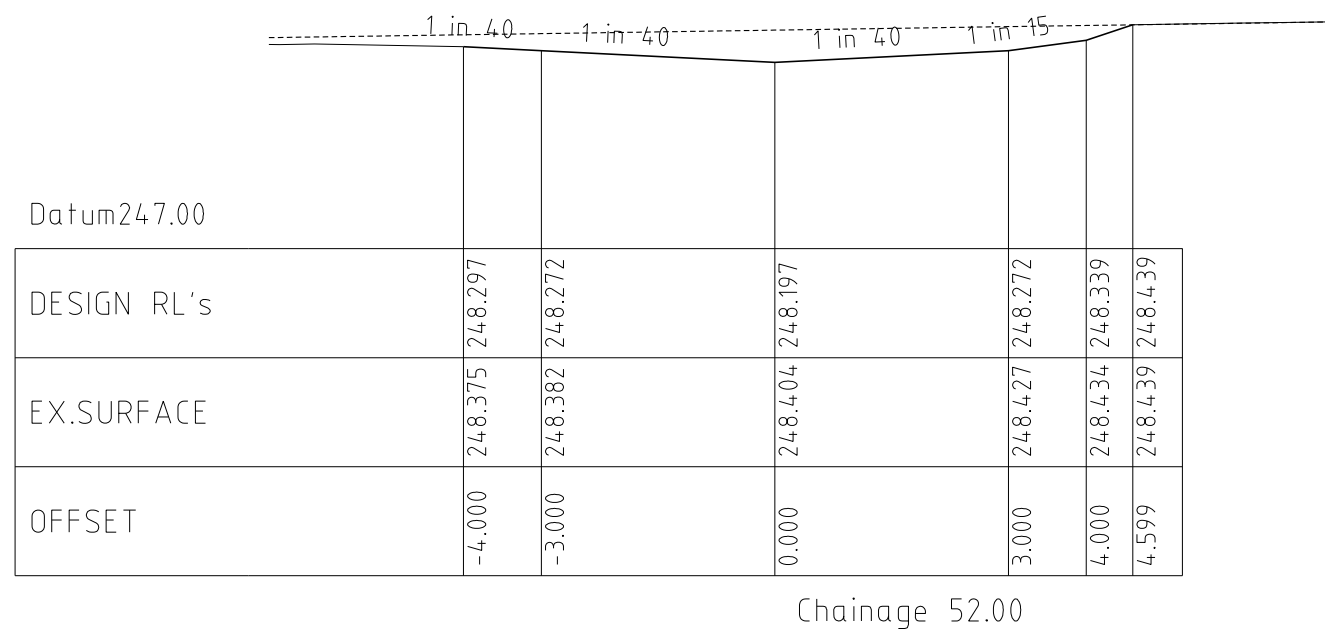 1 in 40 1 in 40 1 in 40 1 in 15
Datum247.00
DESIGN RL's 248.297 248.272 248.197 248.272 248.339 248.439
EX.SURFACE 248.375 248.382 248.404 248.427 248.434 248.439
OFFSET -4.000 -3.000 0.000 3.000 4.000 4.599
Chainage 52.00